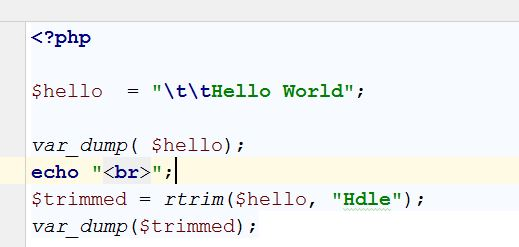 <?php
$hello  = "\t\tHello World";
var_dump( $hello);
echo "<br>";
$trimmed = rtrim($hello, "Hdle");
var_dump($trimmed);